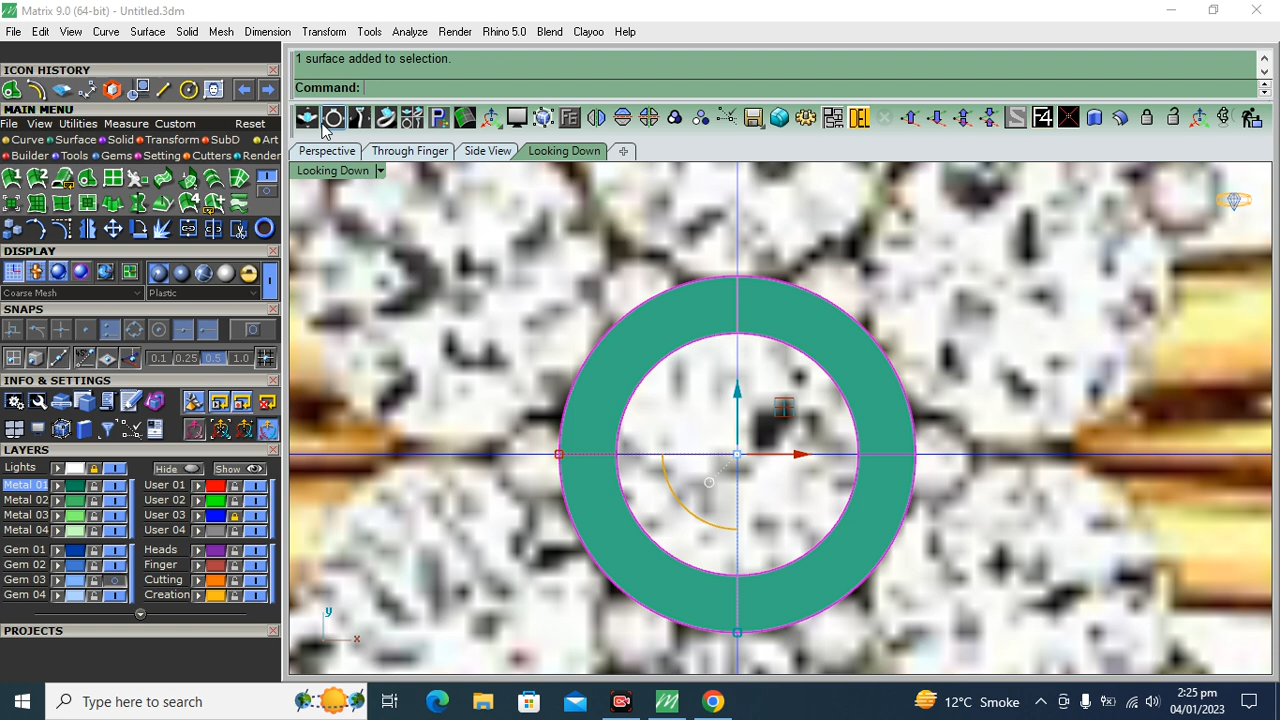 Matrix 9.0 (64-bit) - Untitled.3dm
File Edit View Curve Surface Solid Mesh Dimension Transform Tools Analyze Render Rhino 5.0 Blend Clayoo Help
1 surface added to selection.
Command:
ICON HISTORY
MAIN MENU
File View Utilities Measure Custom Reset
Curve Surface Solid Transform SubD Art
Builder Tools Gems Setting Cutters Render
Perspective Through Finger Side View Looking Down
Looking Down
DISPLAY
Coarse Mesh Plastic
SNAPS
0.1 0.25 0.5 1.0
INFO & SETTINGS
LAYERS
Lights Hide Show
Metal 01 User 01
Metal 02 User 02
Metal 03 User 03
Metal 04 User 04
Gem 01 Heads
Gem 02 Finger
Gem 03 Cutting
Gem 04 Creation
PROJECTS
y
x
Type here to search
12°C Smoke
2:25 pm
04/01/2023